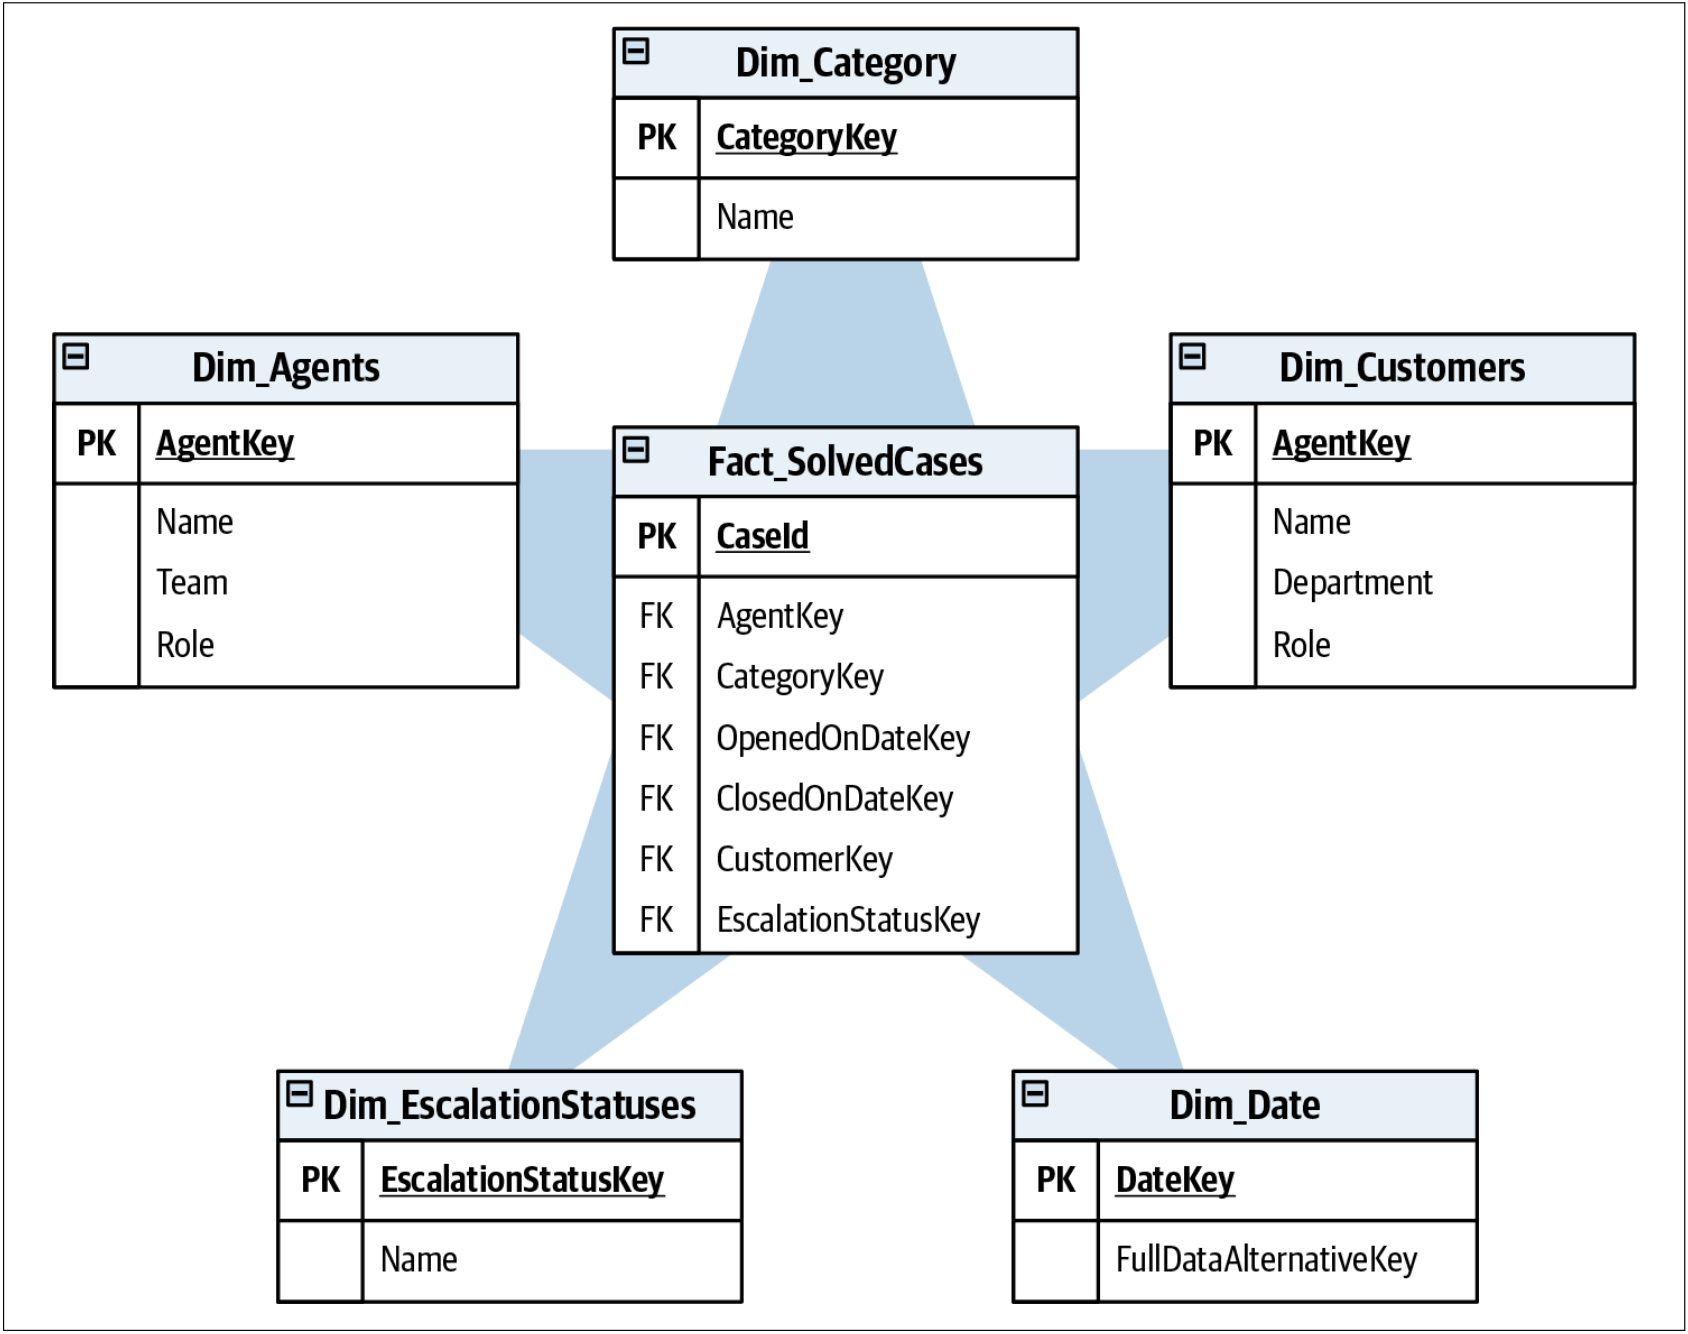 Dim_Category
PK CategoryKey
Name
Dim_Agents
PK AgentKey
Name
Team
Role
Fact_SolvedCases
PK CaseId
FK AgentKey
FK CategoryKey
FK OpenedOnDateKey
FK ClosedOnDateKey
FK CustomerKey
FK EscalationStatusKey
Dim_Customers
PK AgentKey
Name
Department
Role
Dim_EscalationStatuses
PK EscalationStatusKey
Name
Dim_Date
PK DateKey
FullDataAlternativeKey